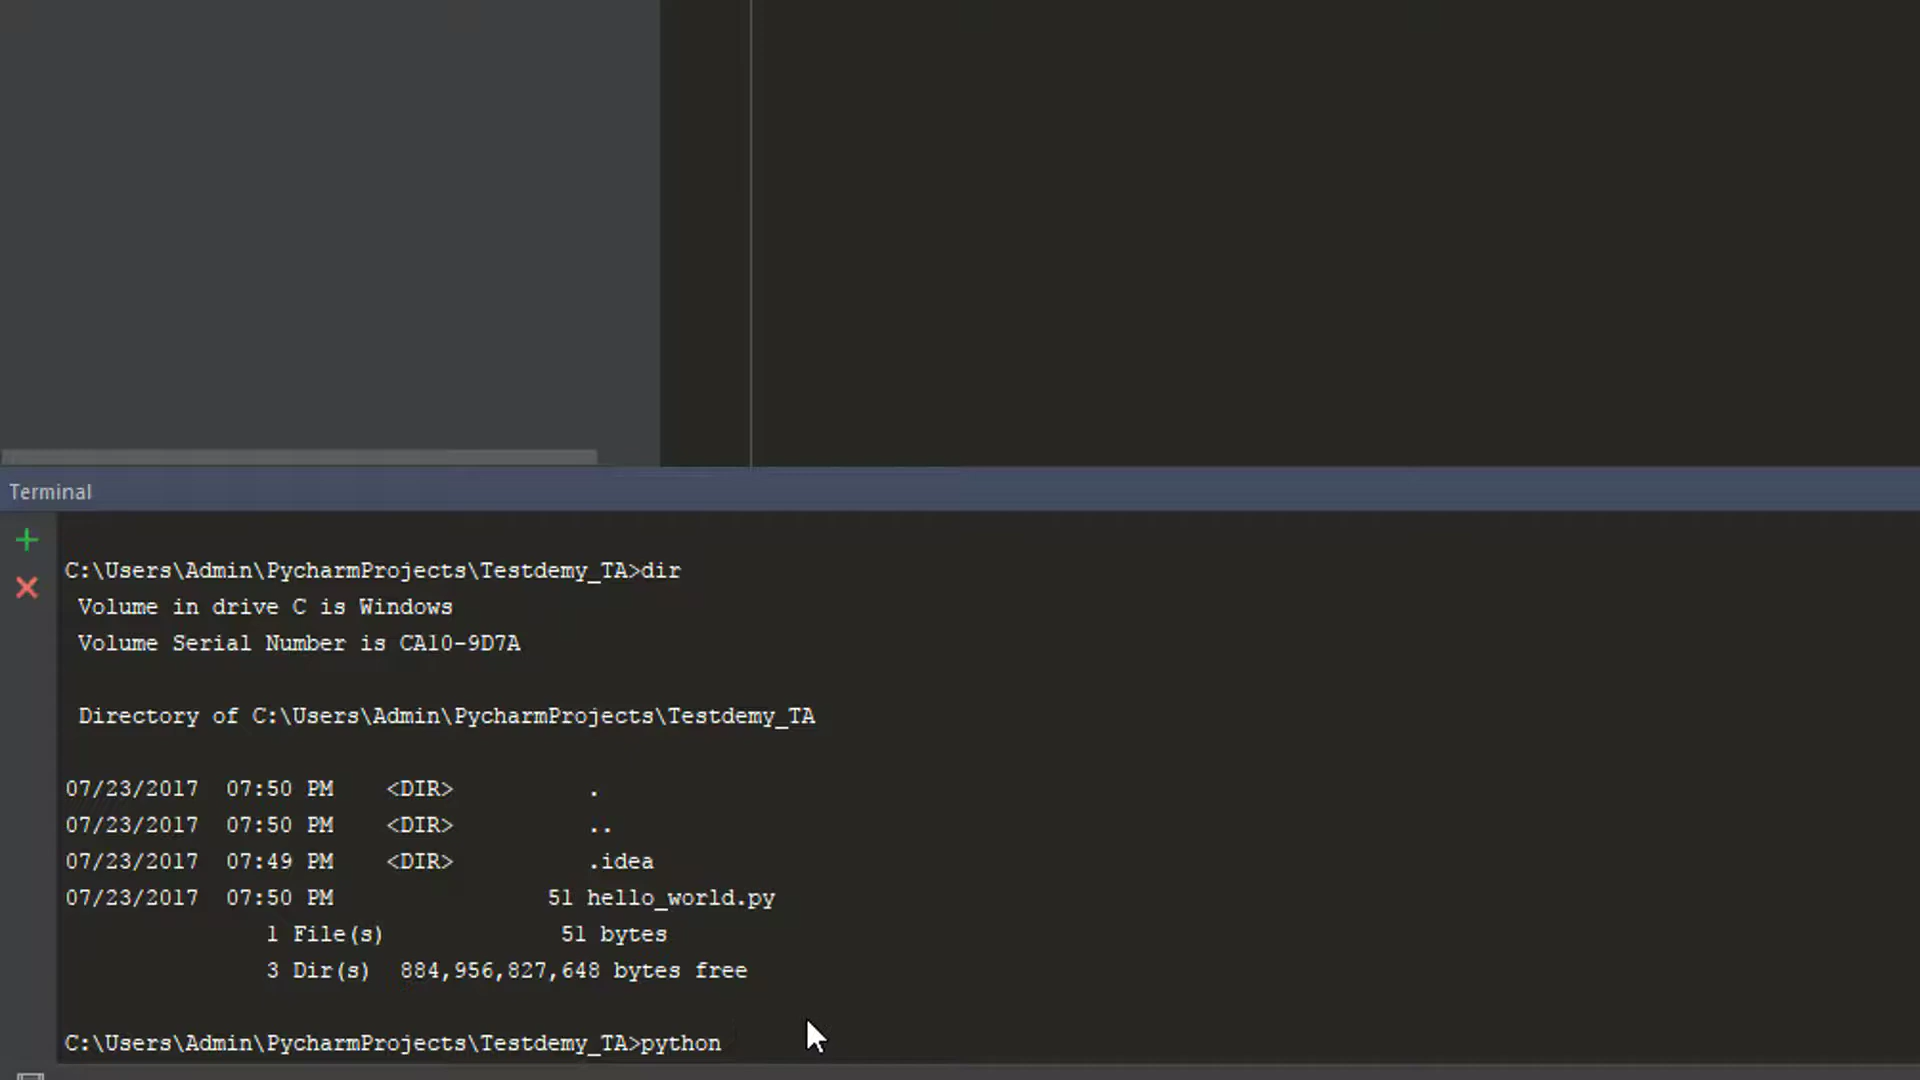 Terminal
C:\Users\Admin\PycharmProjects\Testdemy_TA>dir
 Volume in drive C is Windows
 Volume Serial Number is CA10-9D7A
 Directory of C:\Users\Admin\PycharmProjects\Testdemy_TA
07/23/2017  07:50 PM    <DIR>          .
07/23/2017  07:50 PM    <DIR>          ..
07/23/2017  07:49 PM    <DIR>          .idea
07/23/2017  07:50 PM                51 hello_world.py
               1 File(s)             51 bytes
               3 Dir(s)  884,956,827,648 bytes free
C:\Users\Admin\PycharmProjects\Testdemy_TA>python